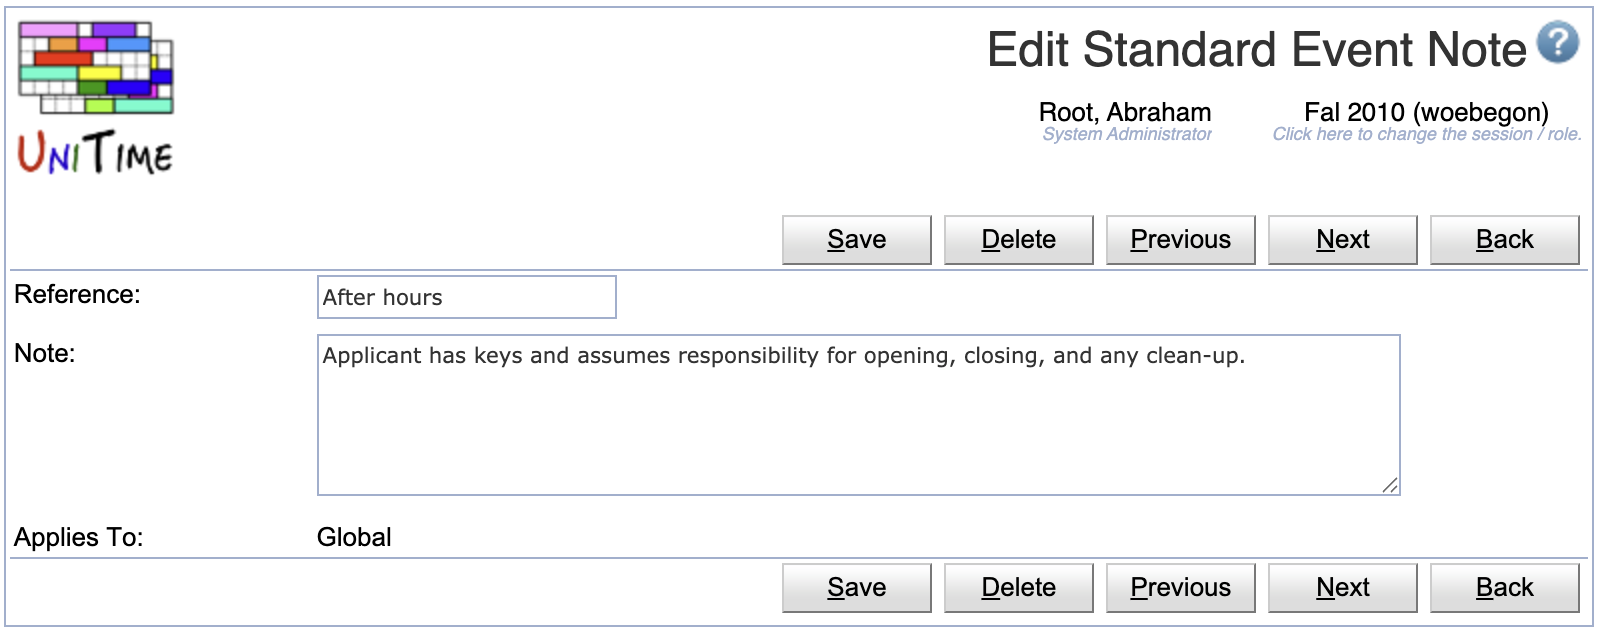 UNITIME
Edit Standard Event Note ?
Root, Abraham Fal 2010 (woebegon)
System Administrator Click here to change the session / role.
Save Delete Previous Next Back
Reference: After hours
Note: Applicant has keys and assumes responsibility for opening, closing, and any clean-up.
Applies To: Global
Save Delete Previous Next Back